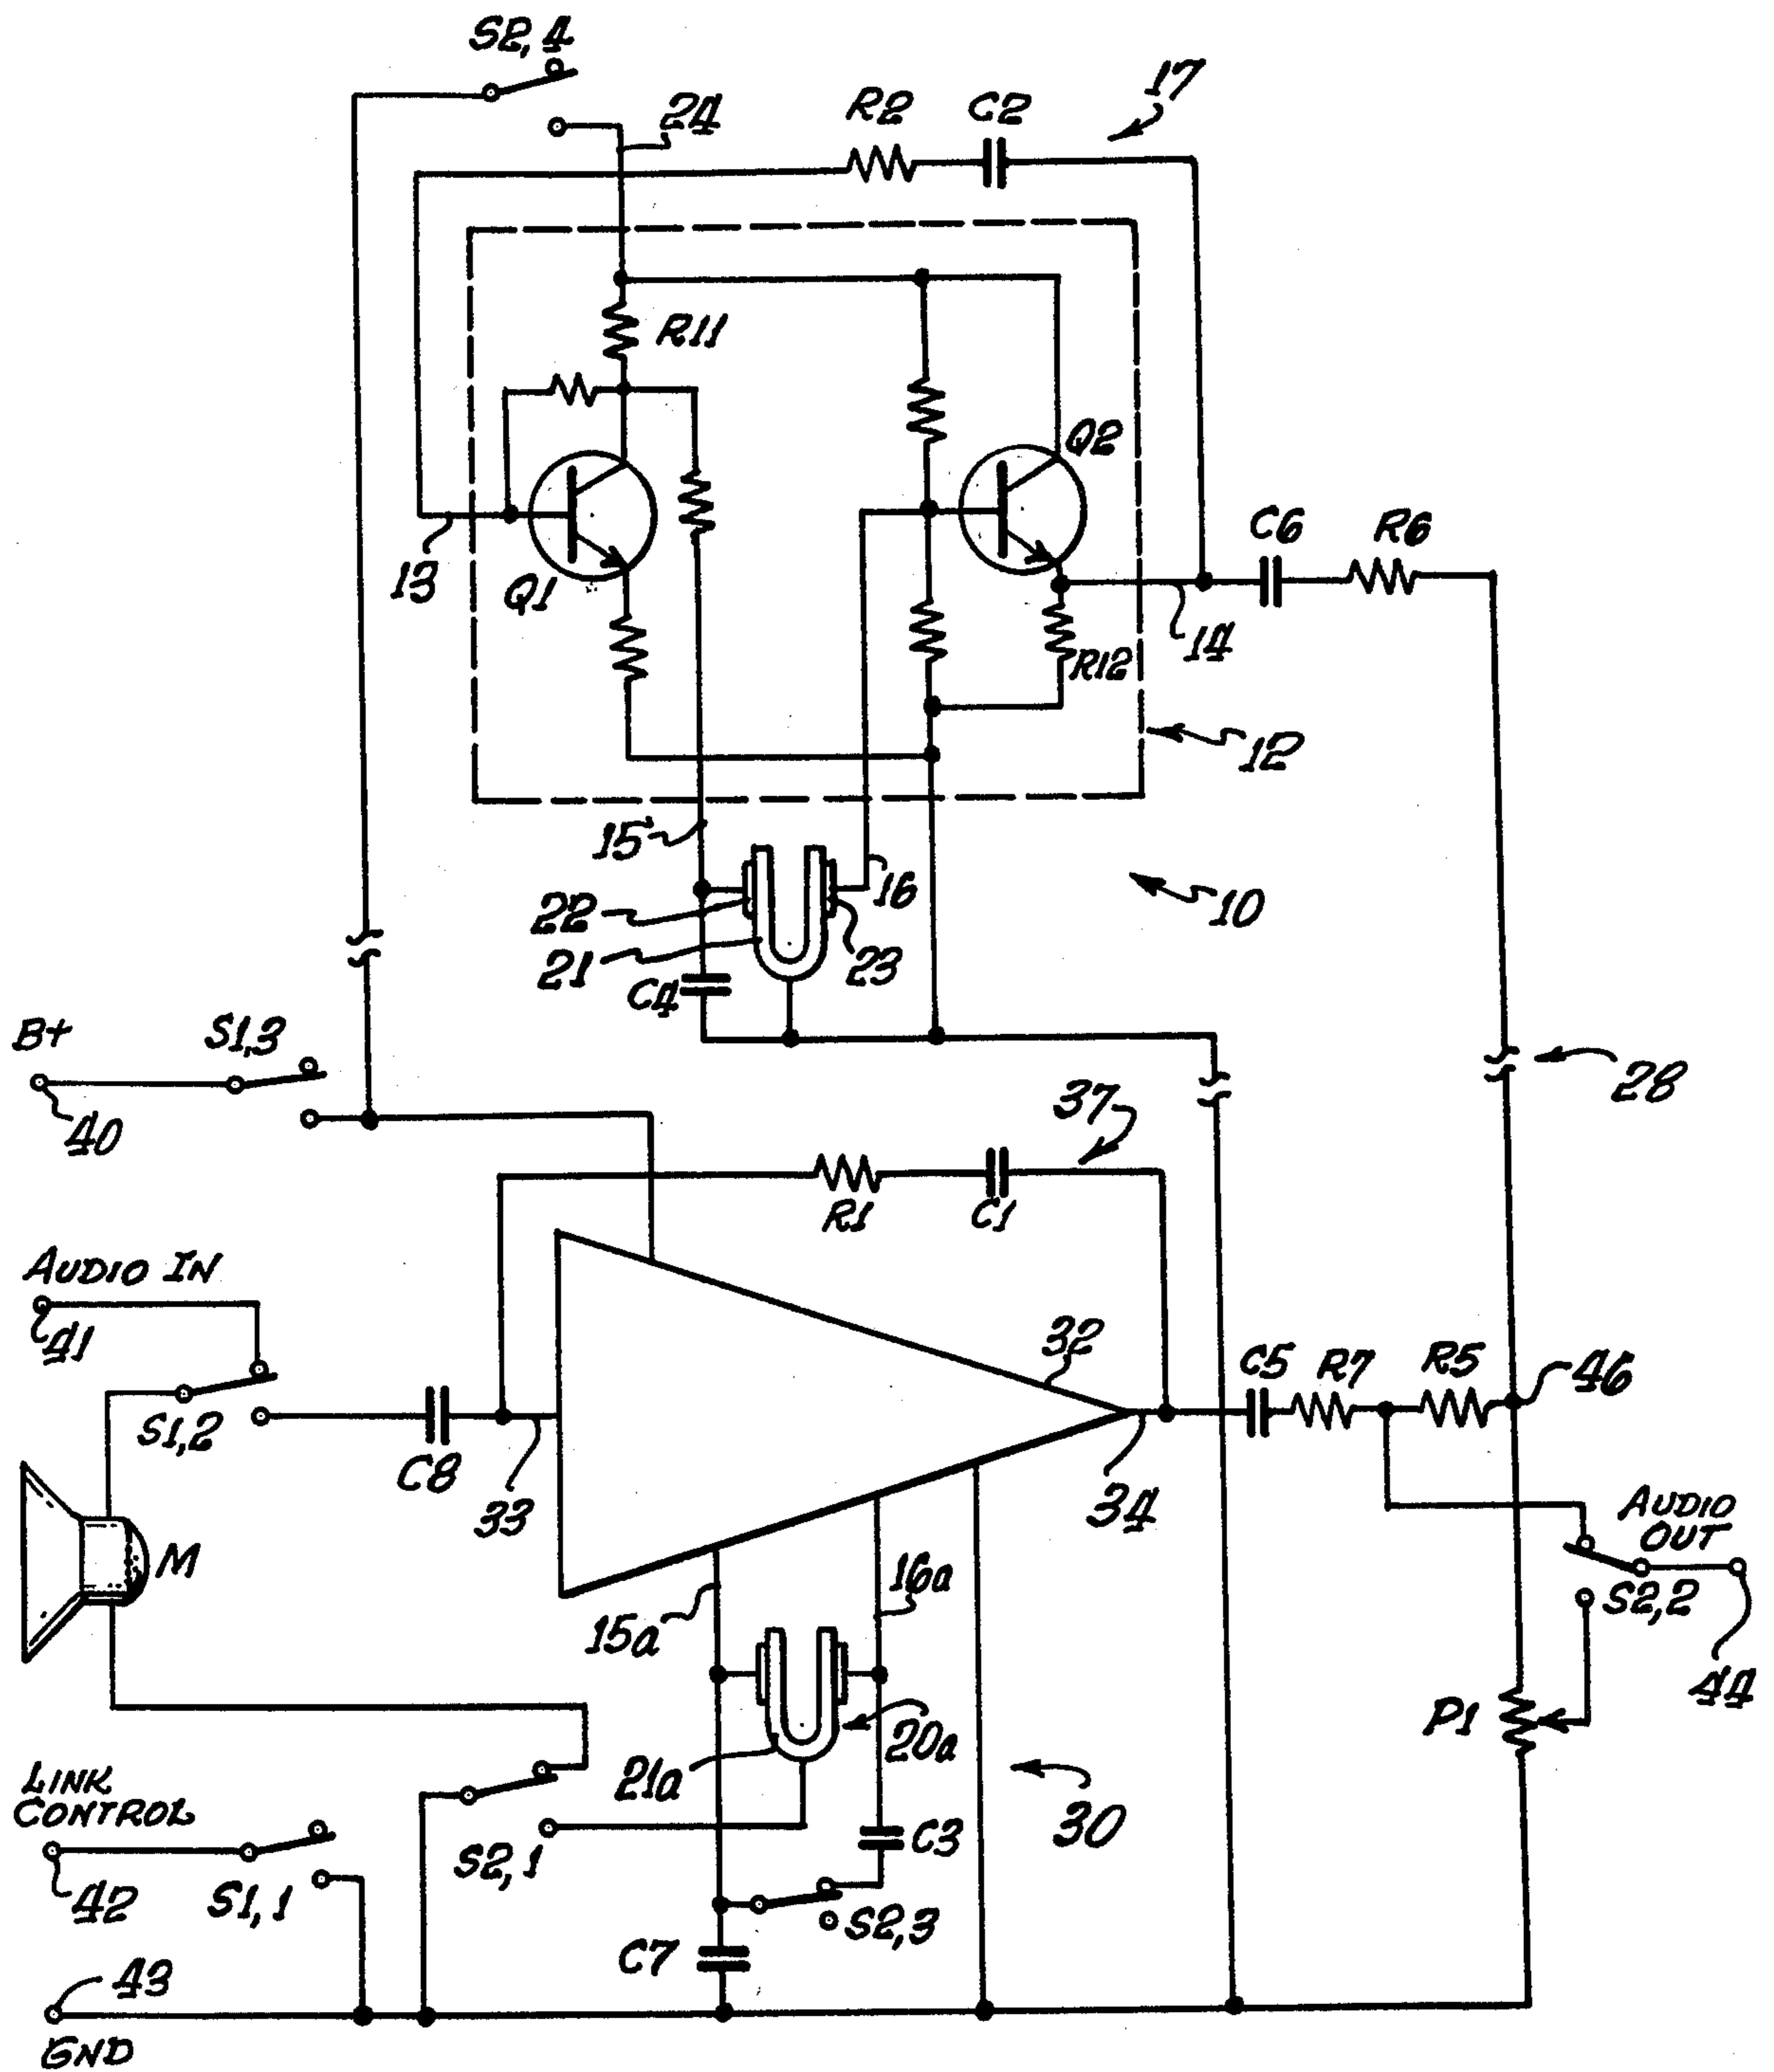 S2,4
24
R2
C2
17
R11
Q2
13
Q1
C6
R6
14
R12
12
15
16
10
22
21
23
C4
B+
S1,3
40
28
37
R1
C1
AUDIO IN
41
32
C5
R7
R5
46
S1,2
C8
33
34
AUDIO
OUT
M
15a
16a
S2,2
44
P1
20a
21a
30
LINK
CONTROL
S2,1
C3
42
S1,1
S2,3
C7
43
GND